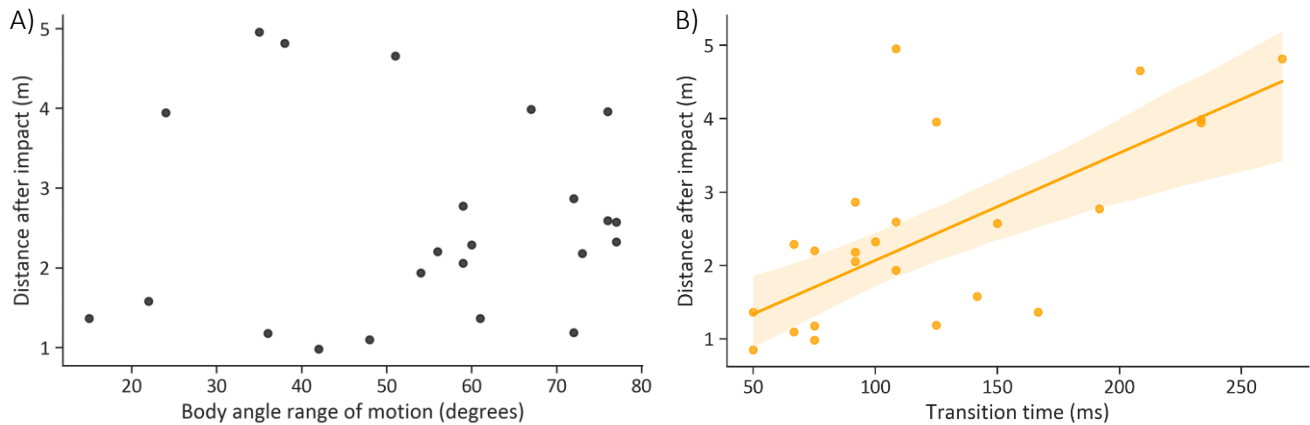 A)
Distance after impact (m)
5
4
3
2
1
20 30 40 50 60 70 80
Body angle range of motion (degrees)
B)
Distance after impact (m)
5
4
3
2
1
50 100 150 200 250
Transition time (ms)